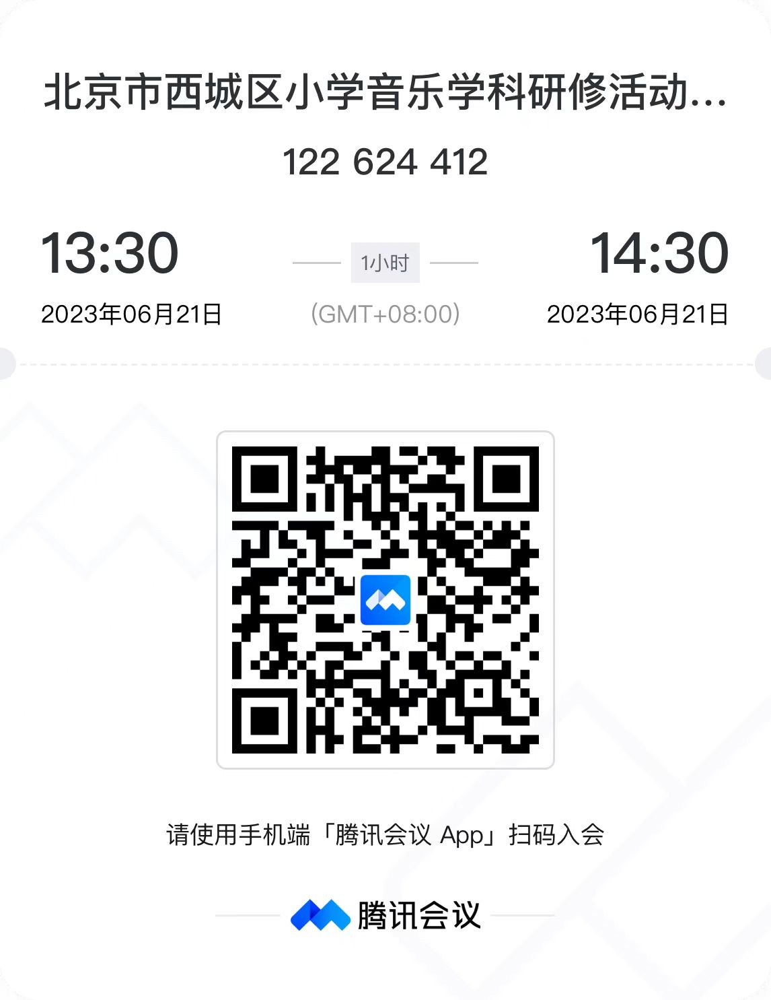 北京市西城区小学音乐学科研修活动...
122 624 412
13:30 1小时 14:30
2023年06月21日 (GMT+08:00) 2023年06月21日
请使用手机端「腾讯会议 App」扫码入会
腾讯会议